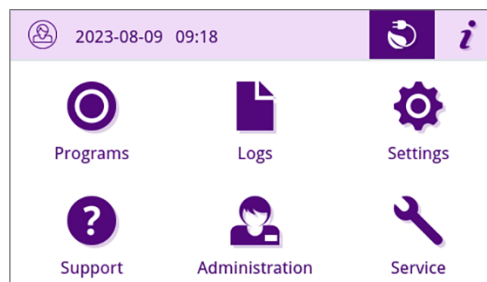 2023-08-09 09:18 i
Programs Logs Settings
?
Support Administration Service